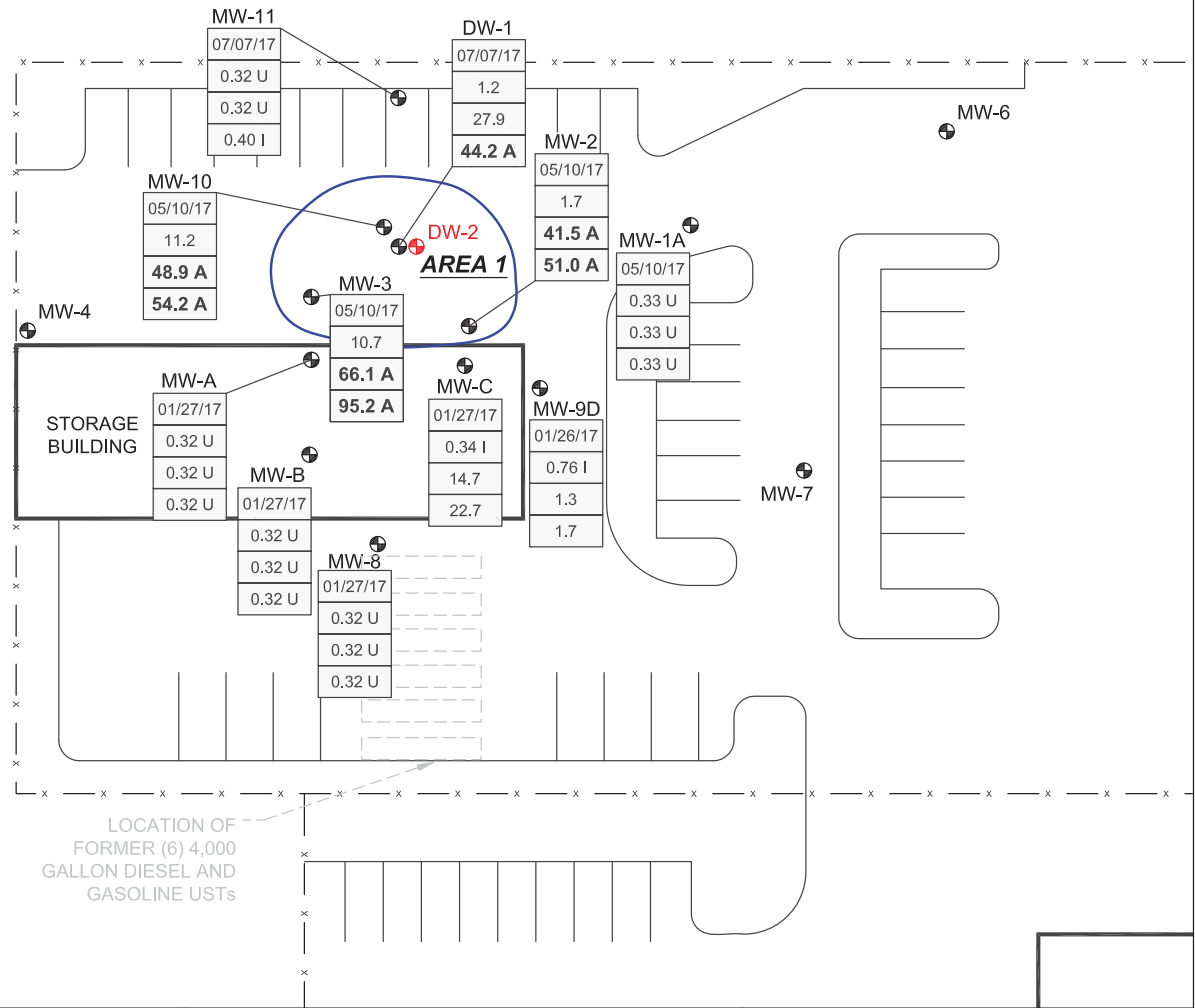 MW-11
07/07/17
0.32 U
0.32 U
0.40 I
DW-1
07/07/17
1.2
27.9
44.2 A
MW-6
MW-2
05/10/17
1.7
41.5 A
51.0 A
MW-10
05/10/17
11.2
48.9 A
54.2 A
DW-2
AREA 1
MW-1A
05/10/17
0.33 U
0.33 U
0.33 U
MW-3
05/10/17
10.7
66.1 A
95.2 A
MW-4
STORAGE
BUILDING
MW-A
01/27/17
0.32 U
0.32 U
0.32 U
MW-C
01/27/17
0.34 I
14.7
22.7
MW-9D
01/26/17
0.76 I
1.3
1.7
MW-7
MW-B
01/27/17
0.32 U
0.32 U
0.32 U
MW-8
01/27/17
0.32 U
0.32 U
0.32 U
LOCATION OF
FORMER (6) 4,000
GALLON DIESEL AND
GASOLINE USTs